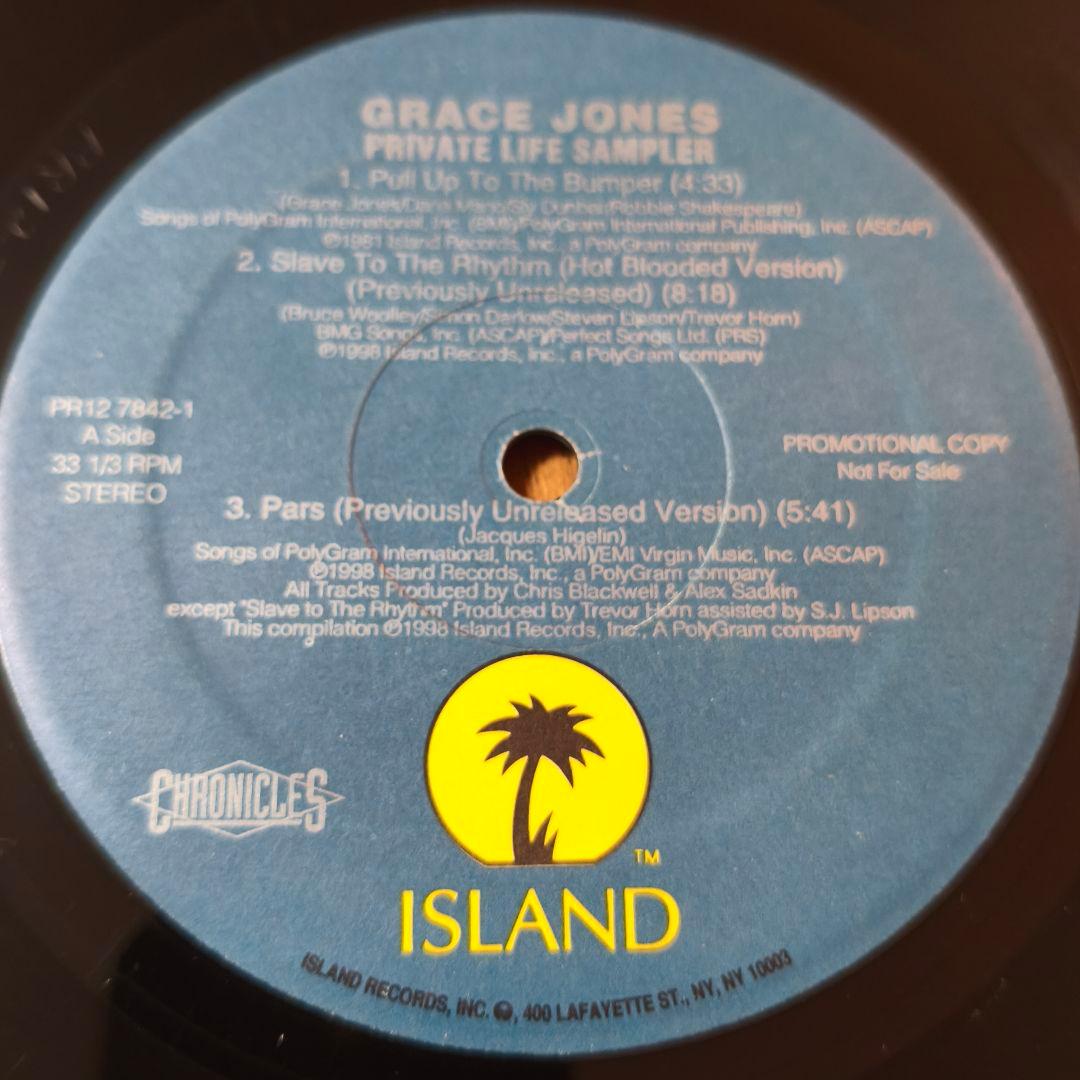 GRACE JONES
PRIVATE LIFE SAMPLER
1. Pull Up To The Bumper (4:33)
(Grace Jones/Dana Mano/Sly Dunbar/Robbie Shakespeare)
Songs of PolyGram International, Inc. (BMI)/PolyGram International Publishing, Inc. (ASCAP)
℗1981 Island Records, Inc., a PolyGram company
2. Slave To The Rhythm (Hot Blooded Version)
(Previously Unreleased) (8:18)
(Bruce Woolley/Simon Darlow/Steven Lipson/Trevor Horn)
BMG Songs, Inc. (ASCAP)/Perfect Songs Ltd. (PRS)
℗1998 Island Records, Inc., a PolyGram company
PR12 7842-1
A Side
33 1/3 RPM
STEREO
PROMOTIONAL COPY
Not For Sale
3. Pars (Previously Unreleased Version) (5:41)
(Jacques Higelin)
Songs of PolyGram International, Inc. (BMI)/EMI Virgin Music, Inc. (ASCAP)
℗1998 Island Records, Inc., a PolyGram company
All Tracks Produced by Chris Blackwell & Alex Sadkin
except "Slave to The Rhythm" Produced by Trevor Horn assisted by S.J. Lipson
This compilation ℗1998 Island Records, Inc., A PolyGram company
CHRONICLES
TM
ISLAND
ISLAND RECORDS, INC. , 400 LAFAYETTE ST., NY, NY 10003